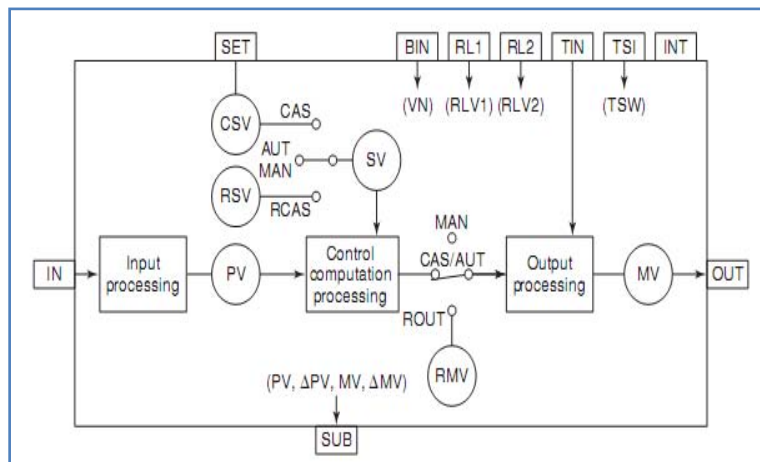 SET
BIN
RL1
RL2
TIN
TSI
INT
(VN)
(RLV1)
(RLV2)
(TSW)
CSV
CAS
AUT
MAN
SV
RSV
RCAS
IN
Input
processing
PV
Control
computation
processing
MAN
CAS/AUT
Output
processing
MV
OUT
ROUT
RMV
(PV, ΔPV, MV, ΔMV)
SUB